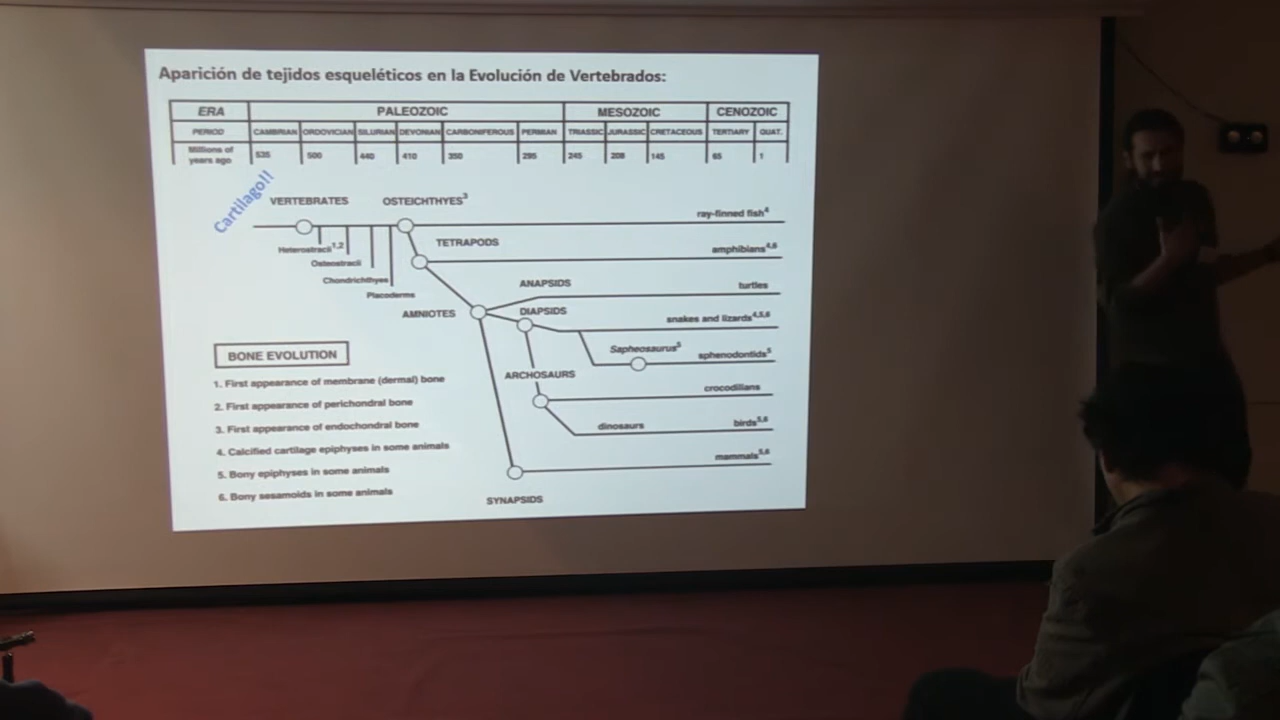 Aparición de tejidos esqueléticos en la Evolución de Vertebrados:
ERA PALEOZOIC MESOZOIC CENOZOIC
PERIOD CAMBRIAN ORDOVICIAN SILURIAN DEVONIAN CARBONIFEROUS PERMIAN TRIASSIC JURASSIC CRETACEOUS TERTIARY QUAT.
Millions of years ago 535 500 440 410 350 295 245 208 145 65 1
Cartilago!!
VERTEBRATES OSTEICHTHYES³
ray-finned fish⁴
Heterostracii¹,²
TETRAPODS
amphibians⁴,⁶
Osteostracii
Chondrichthyes
Placoderms
ANAPSIDS
turtles
AMNIOTES
DIAPSIDS
snakes and lizards⁴,⁵,⁶
Sapheosaurus⁵
sphenodontids⁵
ARCHOSAURS
crocodilians
dinosaurs
birds⁵,⁶
mammals⁵,⁶
SYNAPSIDS
BONE EVOLUTION
1. First appearance of membrane (dermal) bone
2. First appearance of perichondral bone
3. First appearance of endochondral bone
4. Calcified cartilage epiphyses in some animals
5. Bony epiphyses in some animals
6. Bony sesamoids in some animals